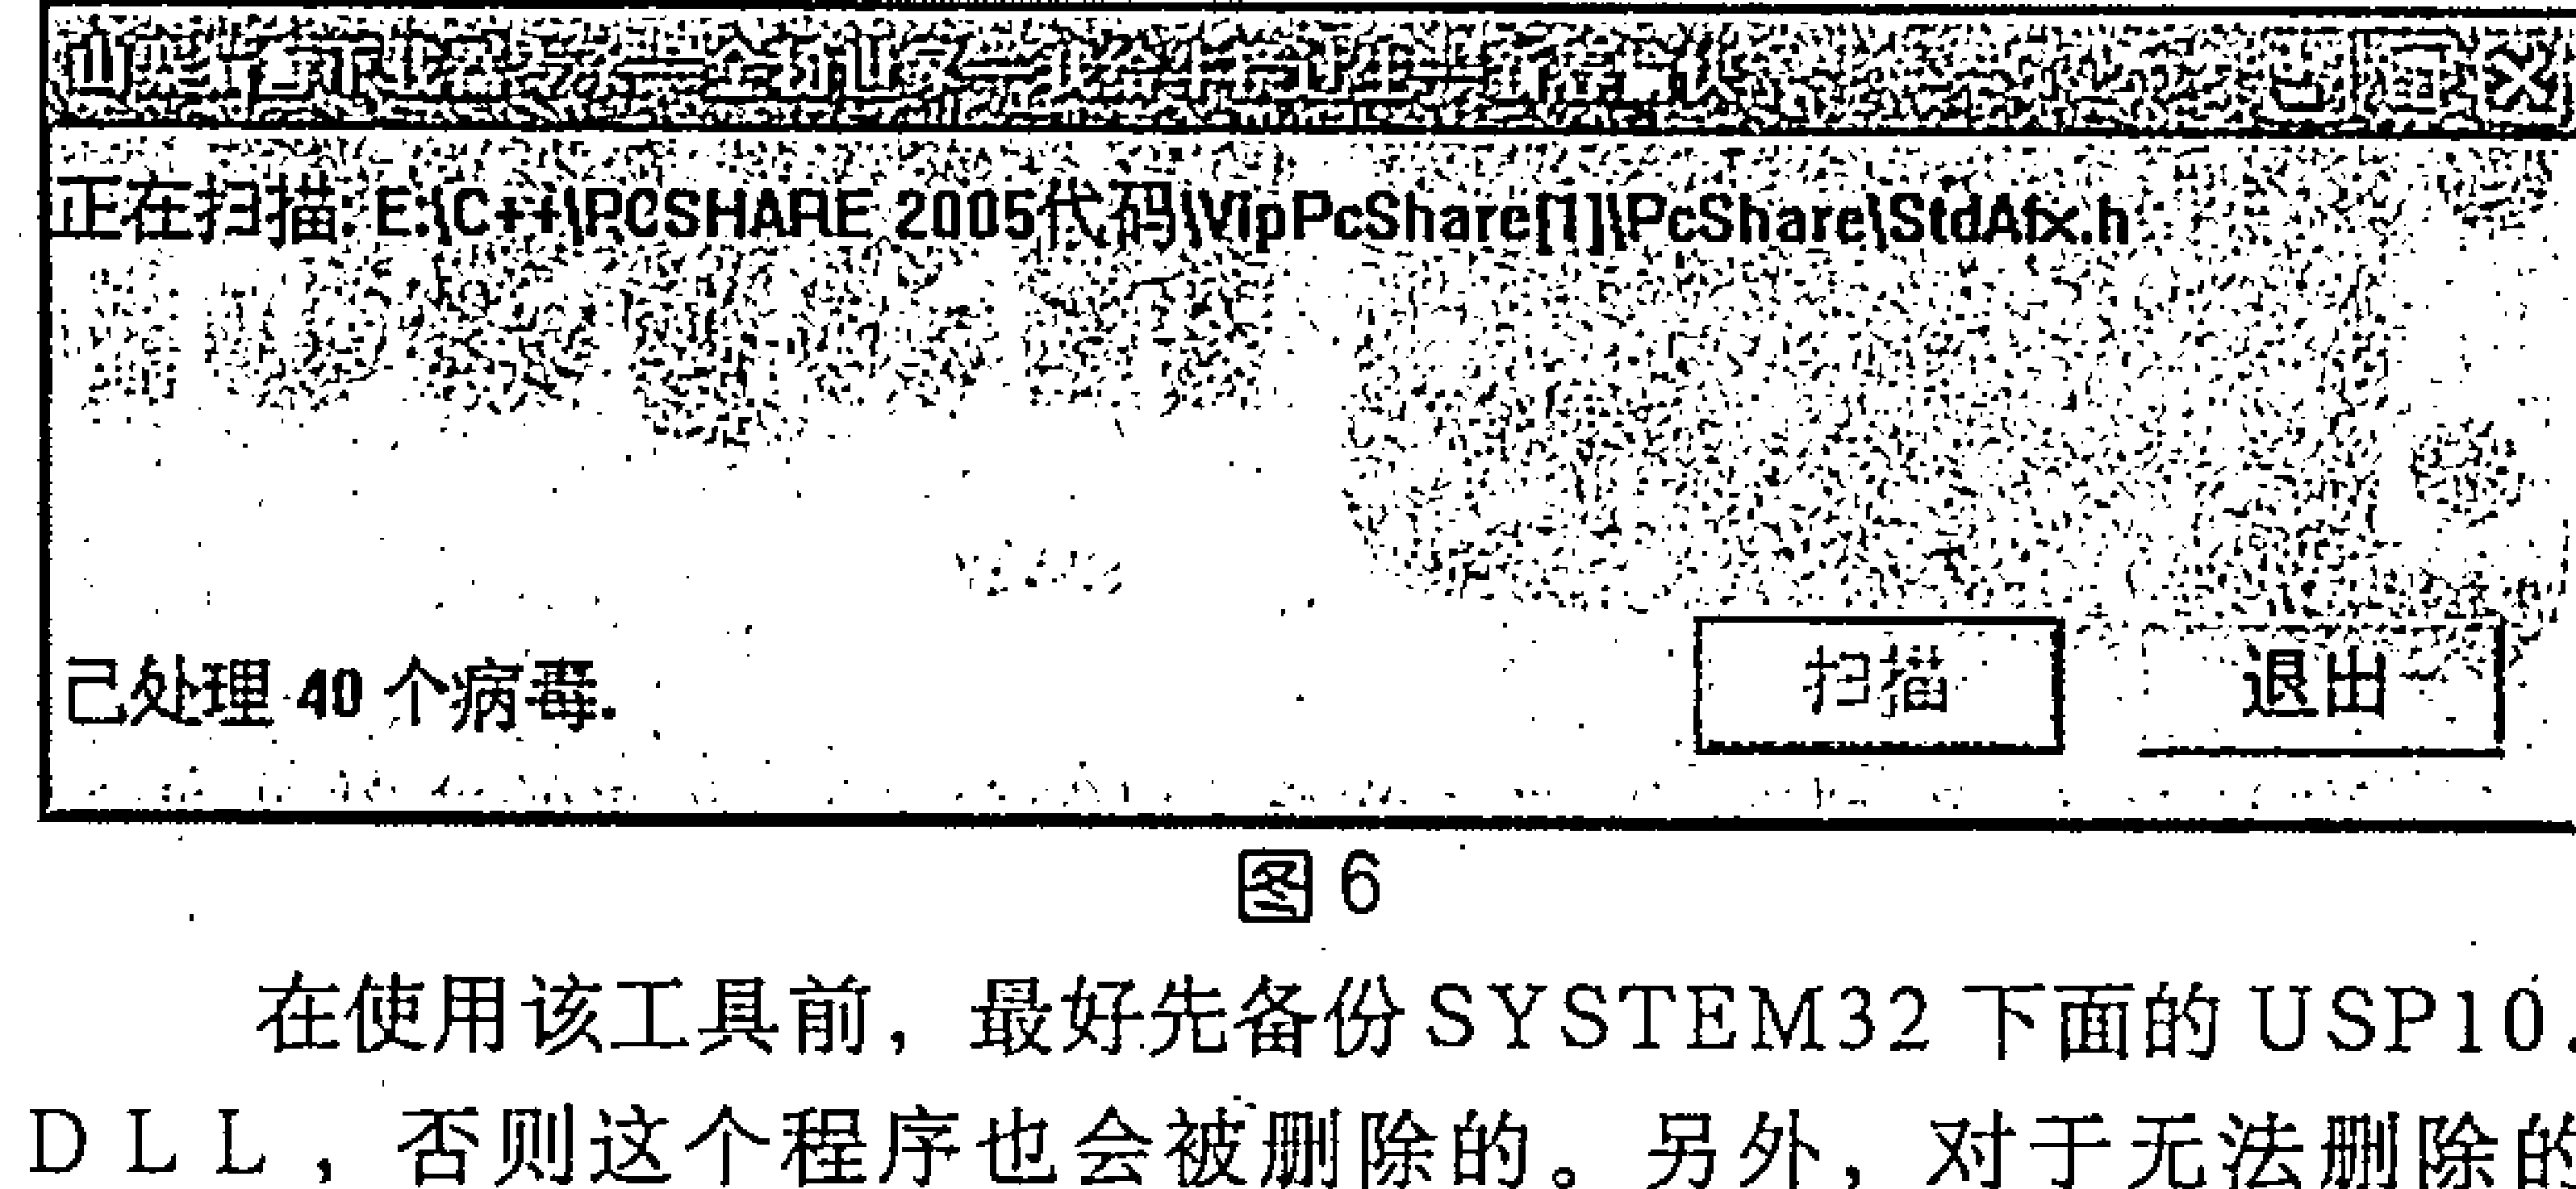 正在扫描: E:\C++\PCSHARE 2005代码\VipPcShare[1]\PcShare\StdAfx.h
已处理 40 个病毒.
扫描
退出
图 6
在使用该工具前，最好先备份SYSTEM32下面的USP10.
DLL，否则这个程序也会被删除的。另外，对于无法删除的